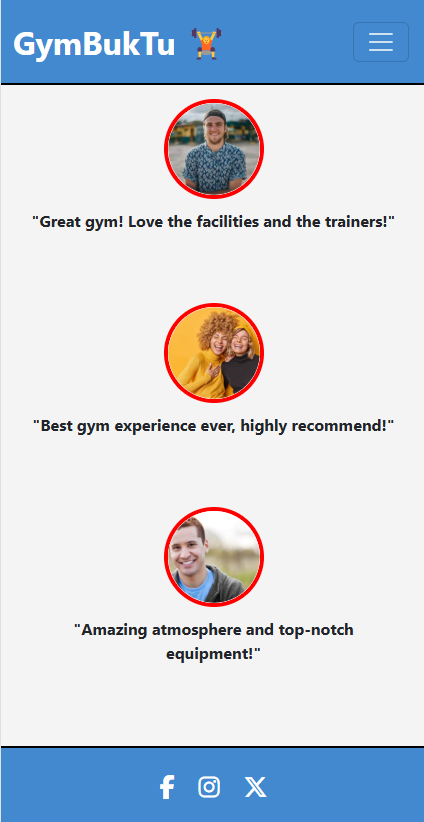 GymBukTu 🏋️
"Great gym! Love the facilities and the trainers!"
"Best gym experience ever, highly recommend!"
"Amazing atmosphere and top-notch
equipment!"